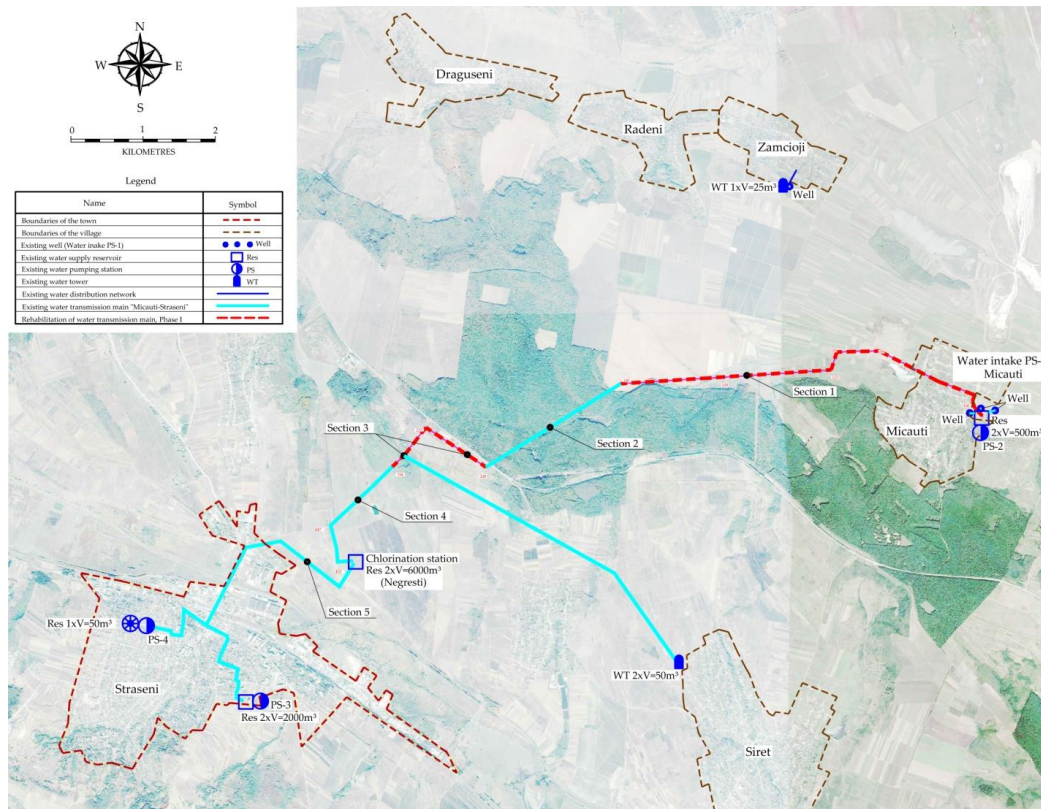 N
W E
S
0 1 2
KILOMETRES
Legend
Name Symbol
Boundaries of the town
Boundaries of the village
Existing well (Water inake PS-1) Well
Existing water supply reservoir Res
Existing water pumping station PS
Existing water tower WT
Existing water distribution network
Existing water transmission main "Micauti-Straseni"
Rehabilitation of water transmission main, Phase I
Draguseni
Radeni
Zamcioji
WT 1xV=25m³
Well
Water intake PS-
Micauti
Section 1
Well
Well
Res
2xV=500m³
PS-2
Micauti
Section 2
Section 3
Section 4
Chlorination station
Res 2xV=6000m³
(Negresti)
Section 5
Res 1xV=50m³
PS-4
Straseni
PS-3
Res 2xV=2000m³
WT 2xV=50m³
Siret